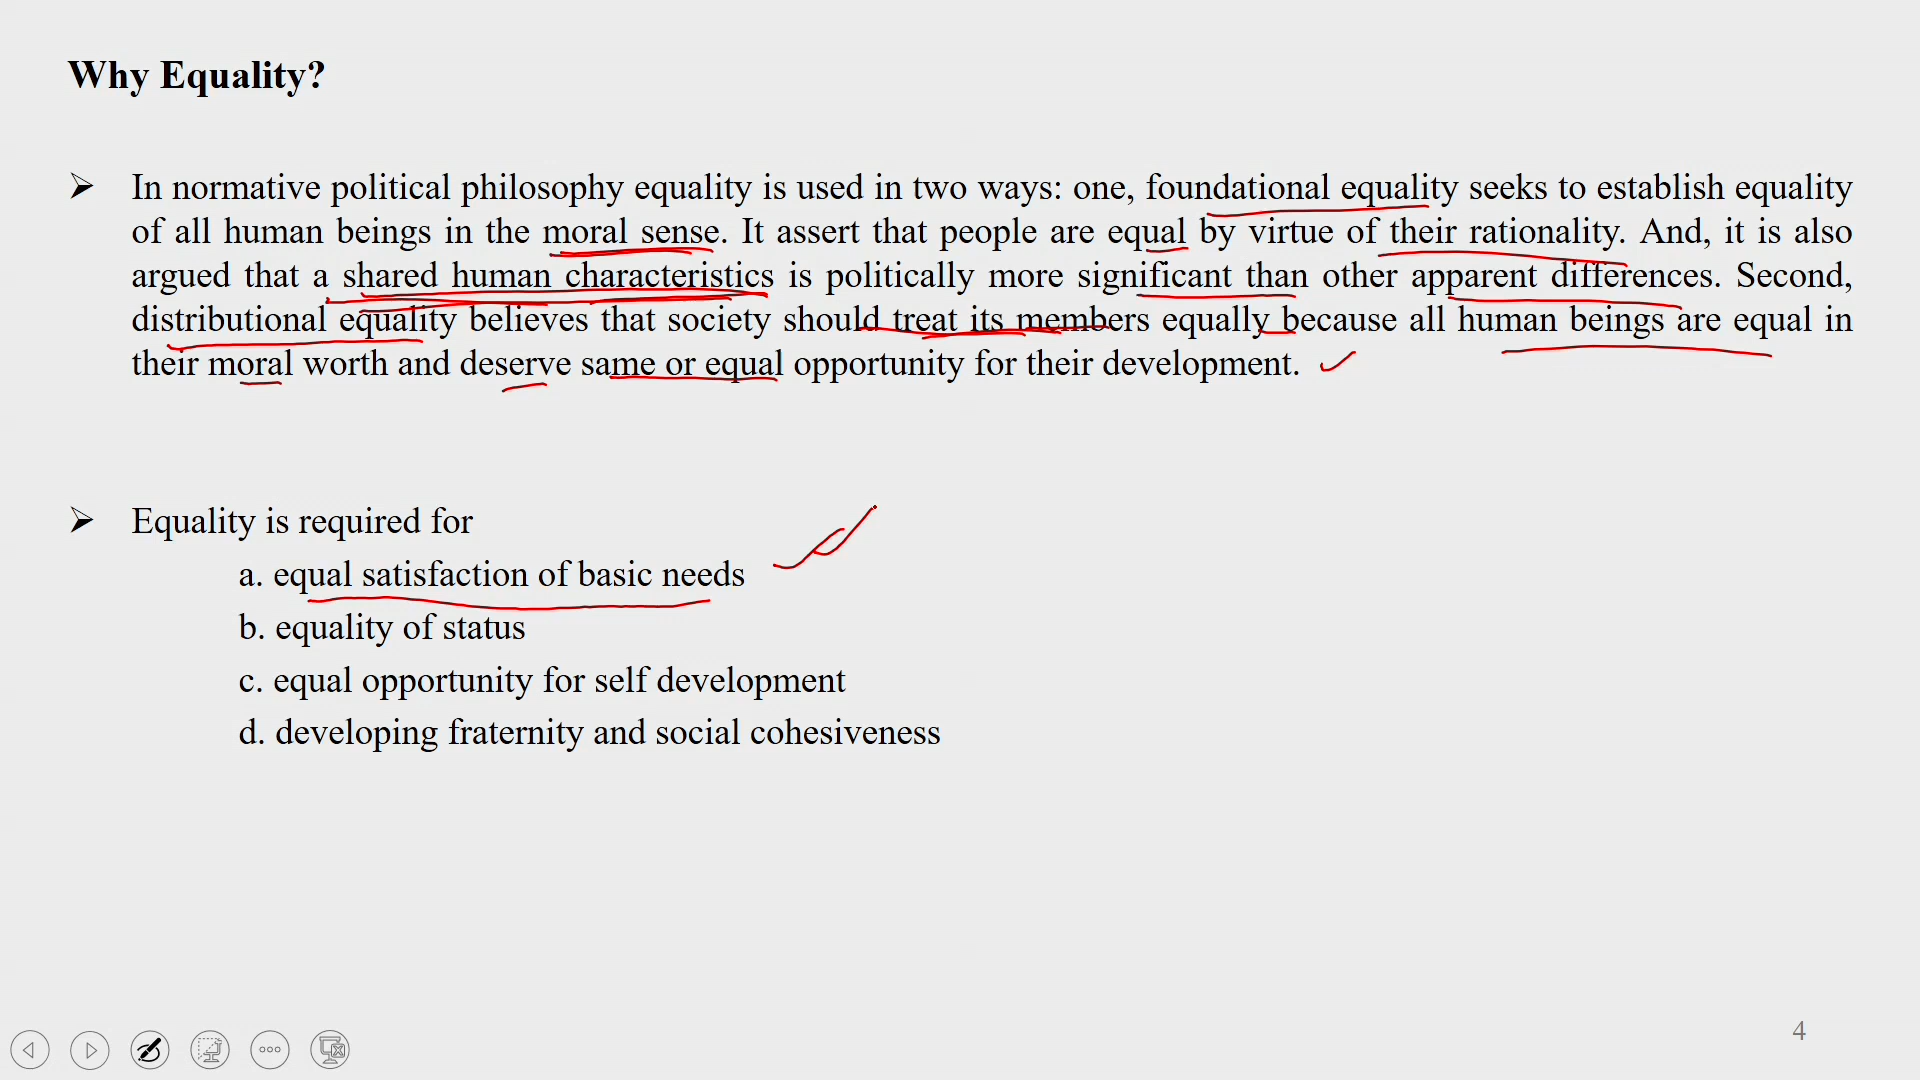 Why Equality?
➢ In normative political philosophy equality is used in two ways: one, foundational equality seeks to establish equality
of all human beings in the moral sense. It assert that people are equal by virtue of their rationality. And, it is also
argued that a shared human characteristics is politically more significant than other apparent differences. Second,
distributional equality believes that society should treat its members equally because all human beings are equal in
their moral worth and deserve same or equal opportunity for their development.
➢ Equality is required for
a. equal satisfaction of basic needs
b. equality of status
c. equal opportunity for self development
d. developing fraternity and social cohesiveness
4